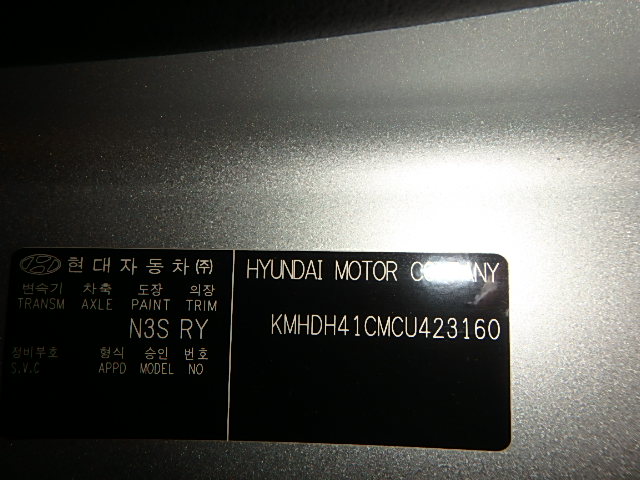 현대자동차(주)
변속기 차축 도장 의장
TRANSM AXLE PAINT TRIM
N3S RY
정비부호 형식 승인 번호
S.V.C APPD MODEL NO
HYUNDAI MOTOR COMPANY
KMHDH41CMCU423160